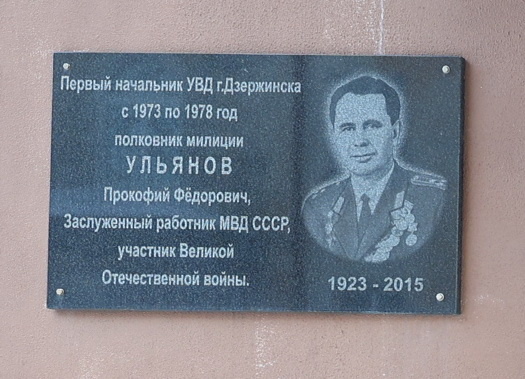 Первый начальник УВД г.Дзержинска
с 1973 по 1978 год
полковник милиции
УЛЬЯНОВ
Прокофий Фёдорович,
Заслуженный работник МВД СССР,
участник Великой
Отечественной войны.
1923 - 2015